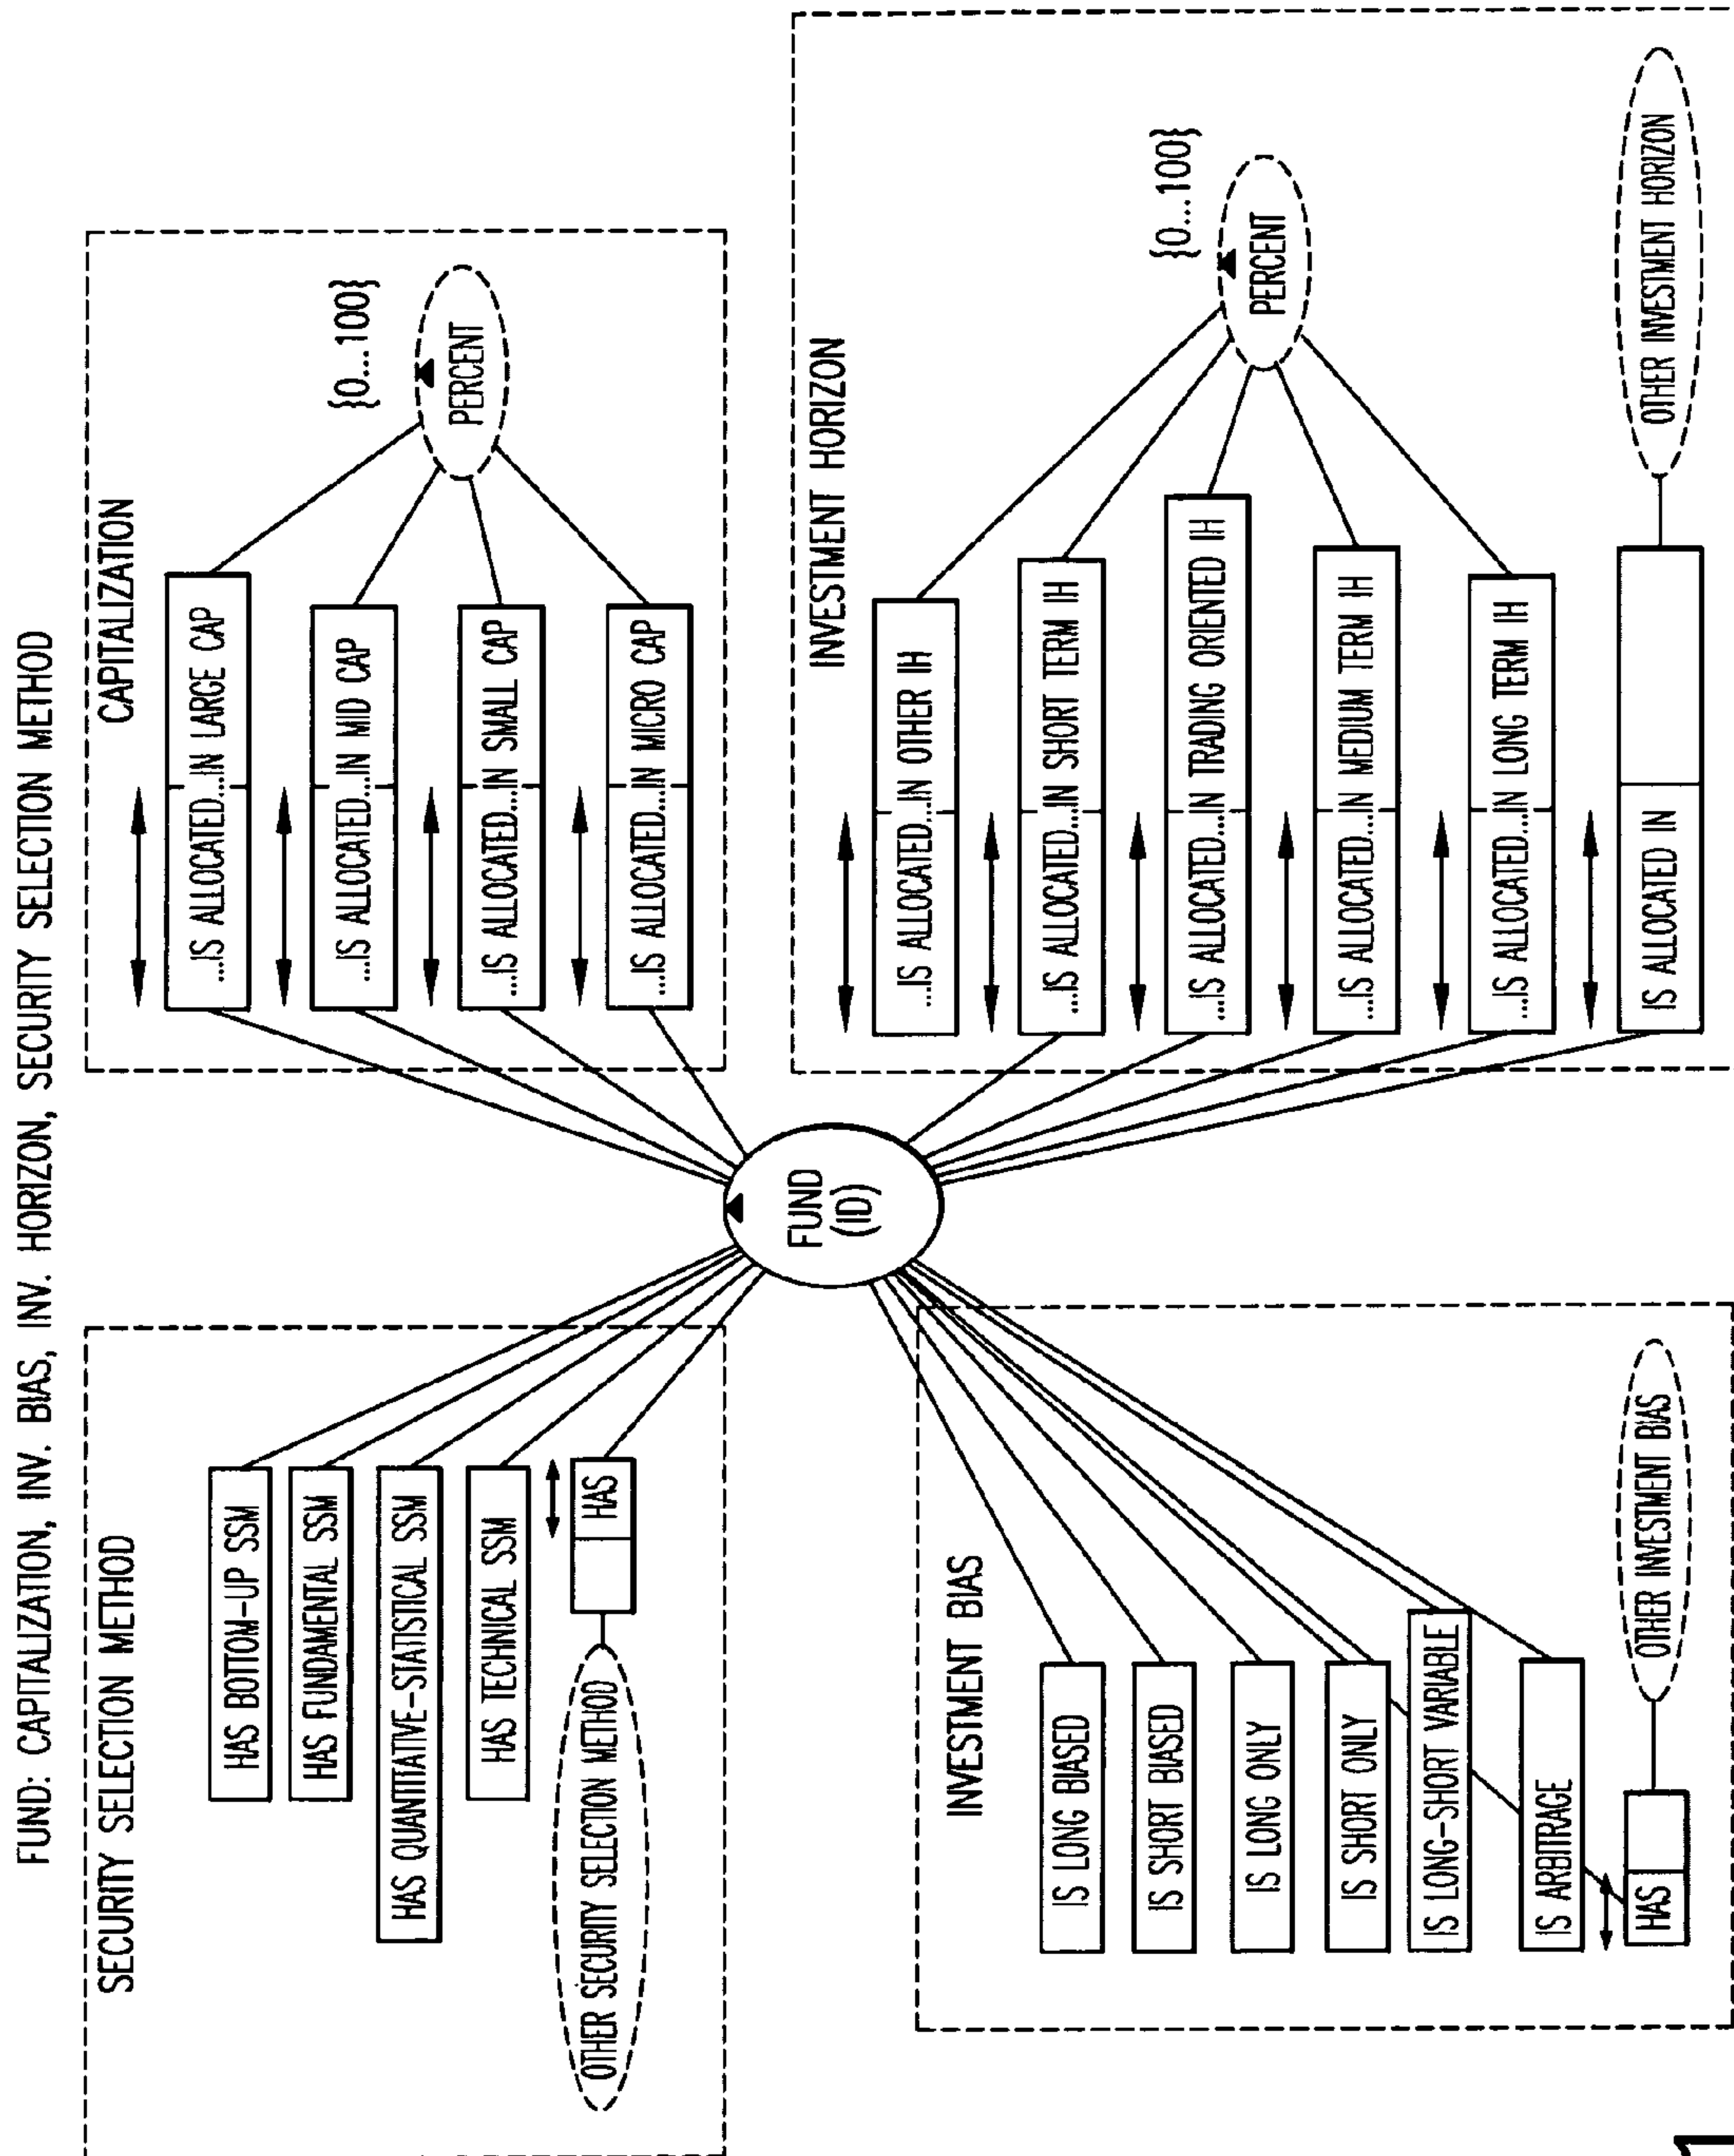 FUND: CAPITALIZATION, INV. BIAS, INV. HORIZON, SECURITY SELECTION METHOD
SECURITY SELECTION METHOD
HAS BOTTOM-UP SSM
HAS FUNDAMENTAL SSM
HAS QUANTITATIVE-STATISTICAL SSM
HAS TECHNICAL SSM
HAS
OTHER SECURITY SELECTION METHOD
CAPITALIZATION
...IS ALLOCATED...IN LARGE CAP
...IS ALLOCATED...IN MID CAP
...IS ALLOCATED...IN SMALL CAP
...IS ALLOCATED...IN MICRO CAP
{0...100}
PERCENT
FUND
(ID)
INVESTMENT BIAS
IS LONG BIASED
IS SHORT BIASED
IS LONG ONLY
IS SHORT ONLY
IS LONG-SHORT VARIABLE
IS ARBITRAGE
HAS
OTHER INVESTMENT BIAS
INVESTMENT HORIZON
...IS ALLOCATED...IN OTHER IH
...IS ALLOCATED...IN SHORT TERM IH
...IS ALLOCATED...IN TRADING ORIENTED IH
...IS ALLOCATED...IN MEDIUM TERM IH
...IS ALLOCATED...IN LONG TERM IH
IS ALLOCATED IN
{0...100}
PERCENT
OTHER INVESTMENT HORIZON